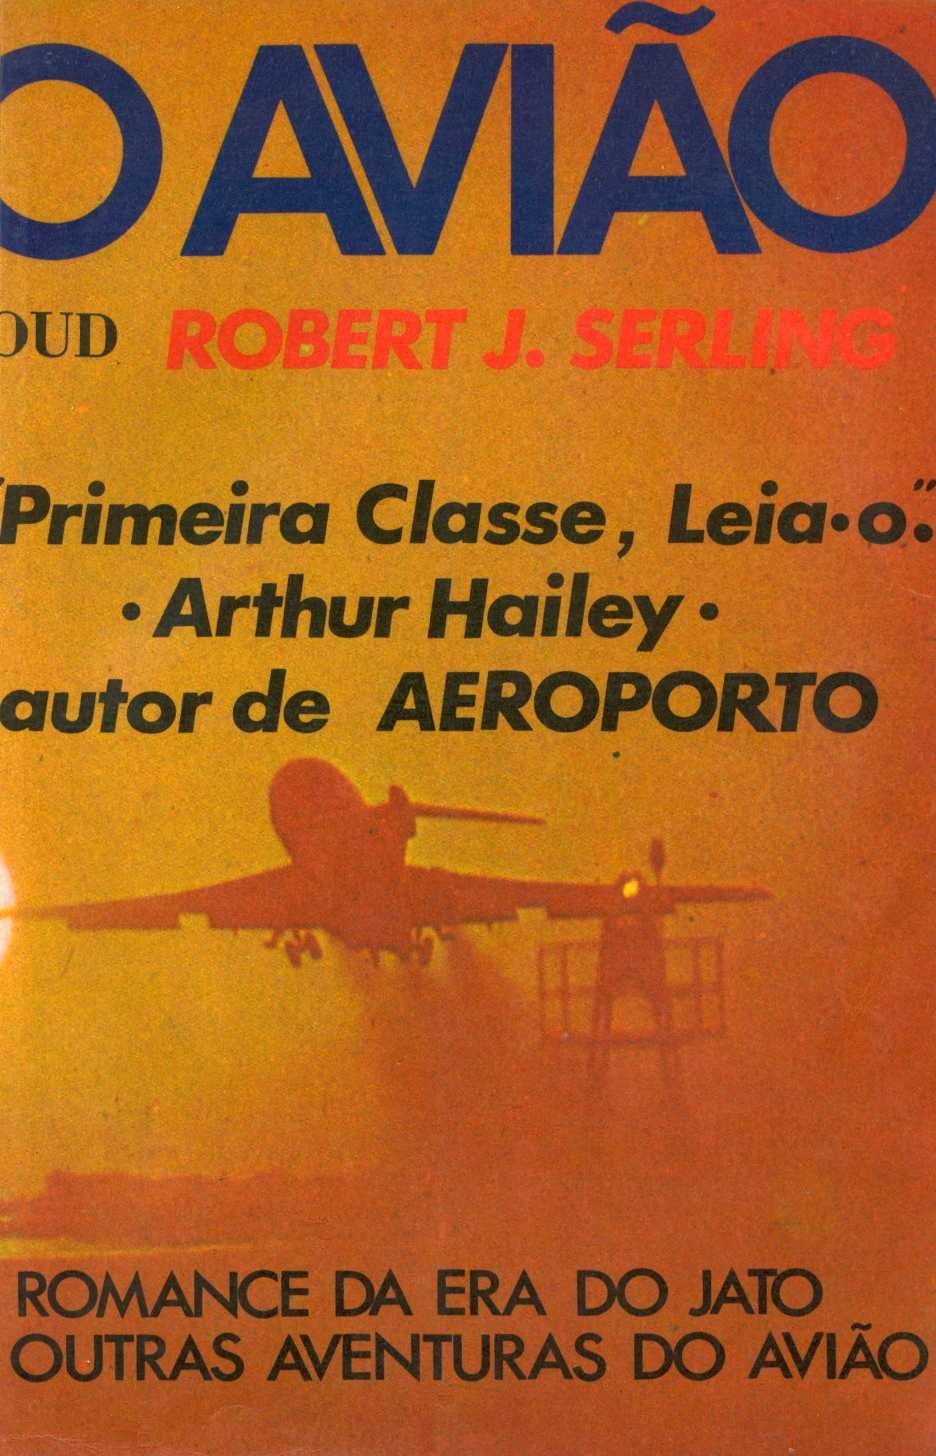 O AVIÃO
OUD ROBERT J. SERLING
"Primeira Classe, Leia-o."
• Arthur Hailey •
autor de AEROPORTO
ROMANCE DA ERA DO JATO
OUTRAS AVENTURAS DO AVIÃO